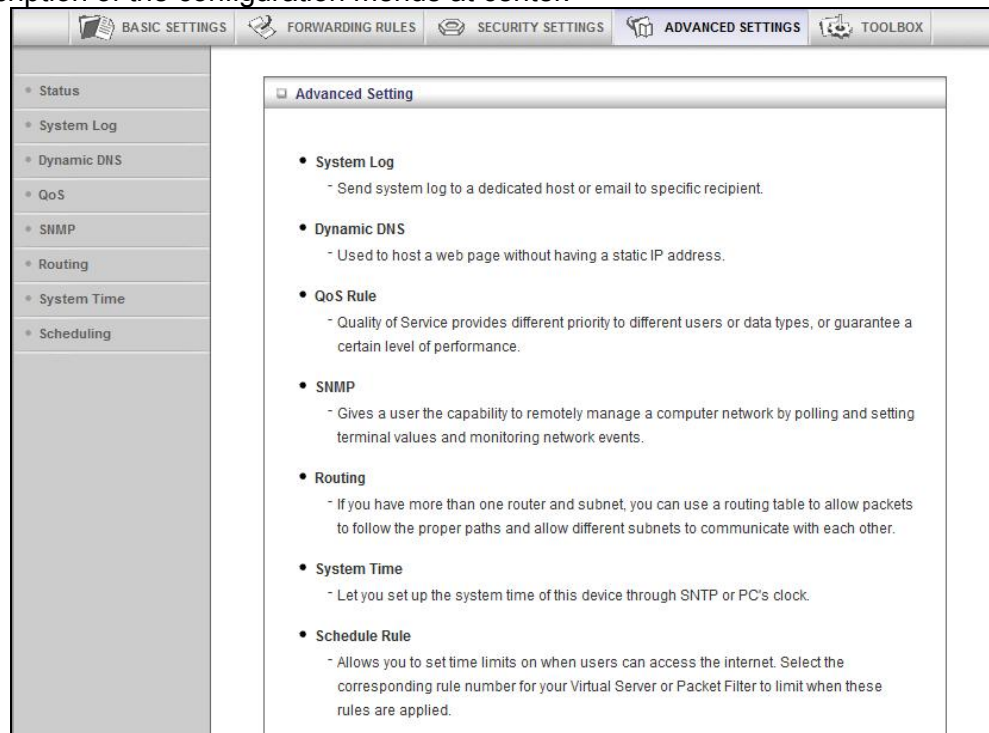 ription of the configuration menus at center.
BASIC SETTINGS FORWARDING RULES SECURITY SETTINGS ADVANCED SETTINGS TOOLBOX
Status
System Log
Dynamic DNS
QoS
SNMP
Routing
System Time
Scheduling
Advanced Setting
• System Log
- Send system log to a dedicated host or email to specific recipient.
• Dynamic DNS
- Used to host a web page without having a static IP address.
• QoS Rule
- Quality of Service provides different priority to different users or data types, or guarantee a
certain level of performance.
• SNMP
- Gives a user the capability to remotely manage a computer network by polling and setting
terminal values and monitoring network events.
• Routing
- If you have more than one router and subnet, you can use a routing table to allow packets
to follow the proper paths and allow different subnets to communicate with each other.
• System Time
- Let you set up the system time of this device through SNTP or PC's clock.
• Schedule Rule
- Allows you to set time limits on when users can access the internet. Select the
corresponding rule number for your Virtual Server or Packet Filter to limit when these
rules are applied.